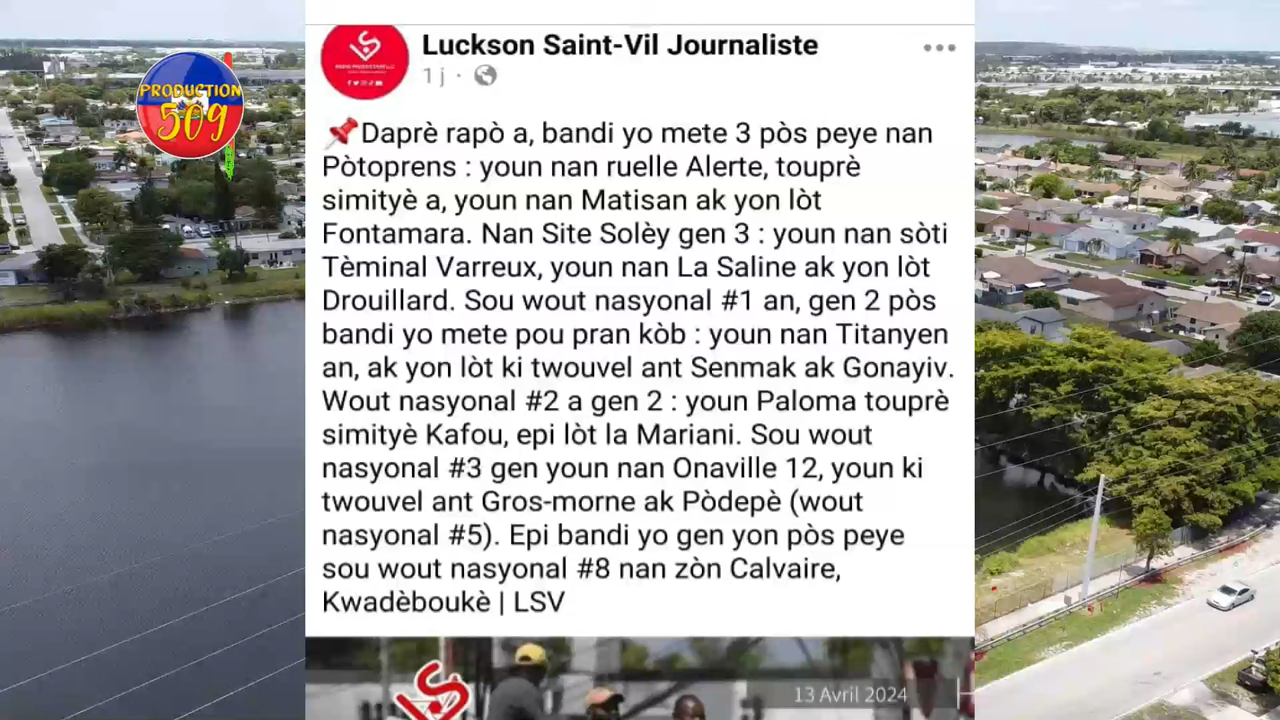 PRODUCTION
509
Luckson Saint-Vil Journaliste
1 j ·
📌Daprè rapò a, bandi yo mete 3 pòs peye nan
Pòtoprens : youn nan ruelle Alerte, touprè
simityè a, youn nan Matisan ak yon lòt
Fontamara. Nan Site Solèy gen 3 : youn nan sòti
Tèminal Varreux, youn nan La Saline ak yon lòt
Drouillard. Sou wout nasyonal #1 an, gen 2 pòs
bandi yo mete pou pran kòb : youn nan Titanyen
an, ak yon lòt ki twouvel ant Senmak ak Gonayiv.
Wout nasyonal #2 a gen 2 : youn Paloma touprè
simityè Kafou, epi lòt la Mariani. Sou wout
nasyonal #3 gen youn nan Onaville 12, youn ki
twouvel ant Gros-morne ak Pòdepè (wout
nasyonal #5). Epi bandi yo gen yon pòs peye
sou wout nasyonal #8 nan zòn Calvaire,
Kwadèboukè | LSV
13 Avril 2024